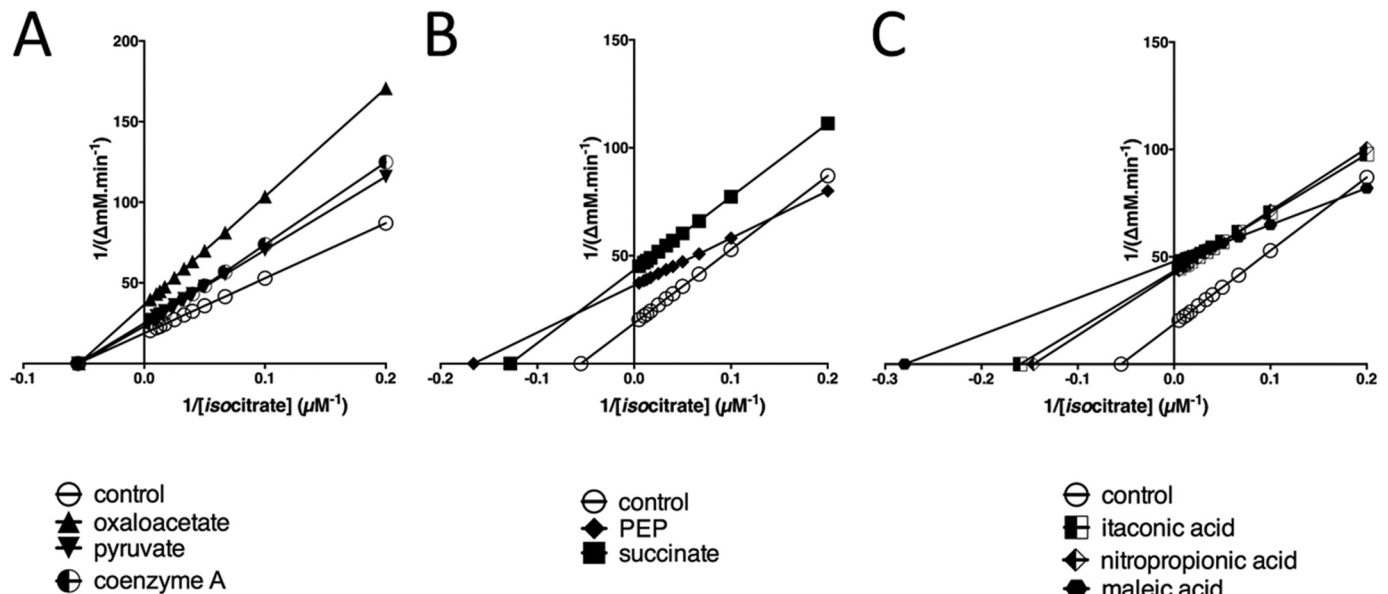 A
200
150
100
50
1/(ΔmM.min⁻¹)
-0.1 0.0 0.1 0.2
1/[isocitrate] (µM⁻¹)
control
oxaloacetate
pyruvate
coenzyme A
B
150
100
50
1/(ΔmM.min⁻¹)
-0.2 -0.1 0.0 0.1 0.2
1/[isocitrate] (µM⁻¹)
control
PEP
succinate
C
150
100
50
1/(ΔmM.min⁻¹)
-0.3 -0.2 -0.1 0.0 0.1 0.2
1/[isocitrate] (µM⁻¹)
control
itaconic acid
nitropropionic acid
maleic acid